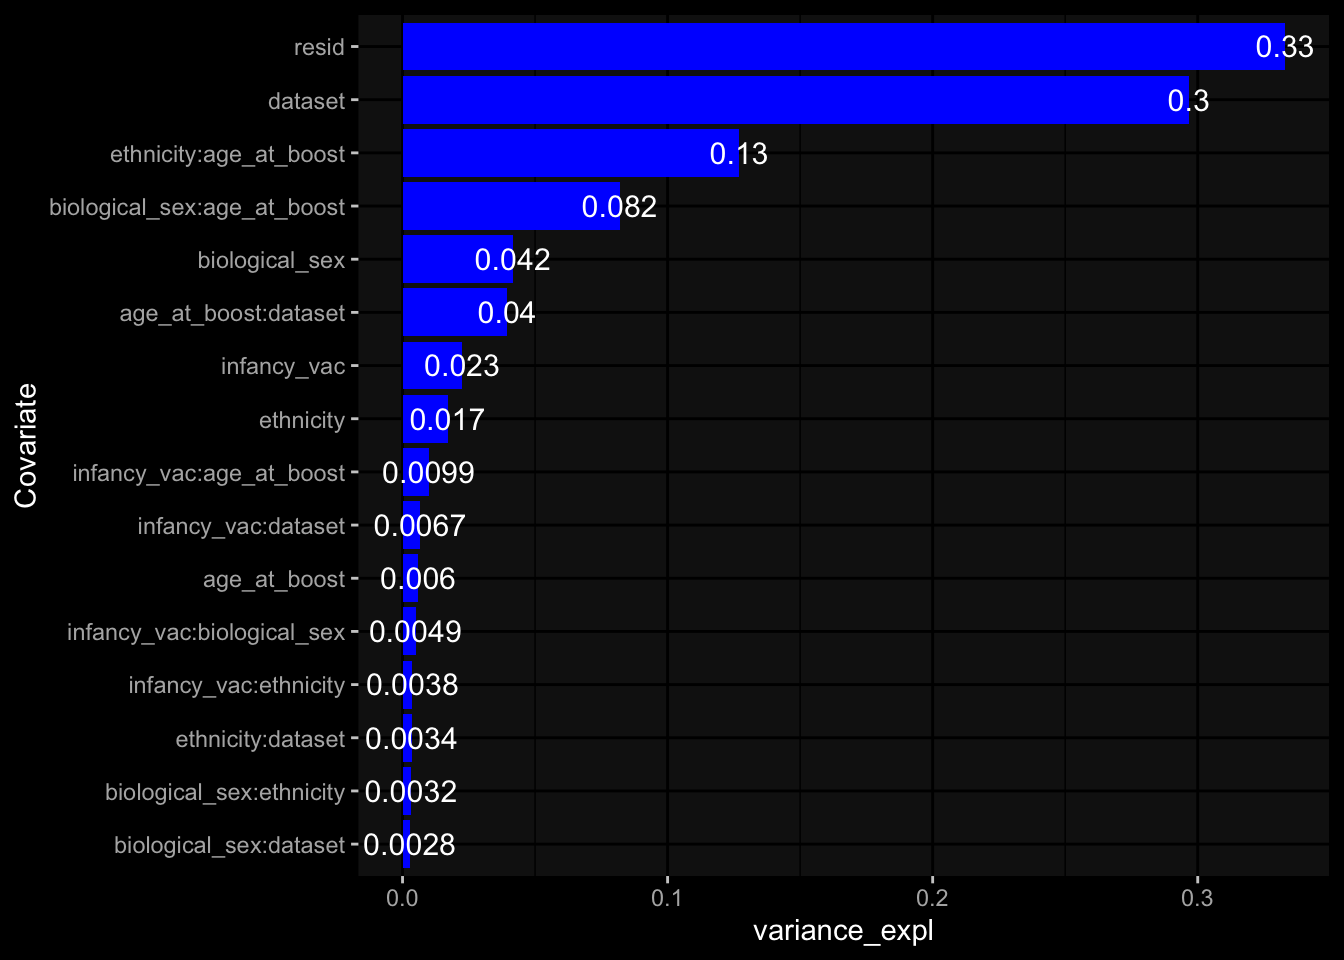 resid 0.33
dataset 0.3
ethnicity:age_at_boost 0.13
biological_sex:age_at_boost 0.082
biological_sex 0.042
age_at_boost:dataset 0.04
infancy_vac 0.023
ethnicity 0.017
infancy_vac:age_at_boost 0.0099
infancy_vac:dataset 0.0067
age_at_boost 0.006
infancy_vac:biological_sex 0.0049
infancy_vac:ethnicity 0.0038
ethnicity:dataset 0.0034
biological_sex:ethnicity 0.0032
biological_sex:dataset 0.0028
Covariate
0.0 0.1 0.2 0.3
variance_expl